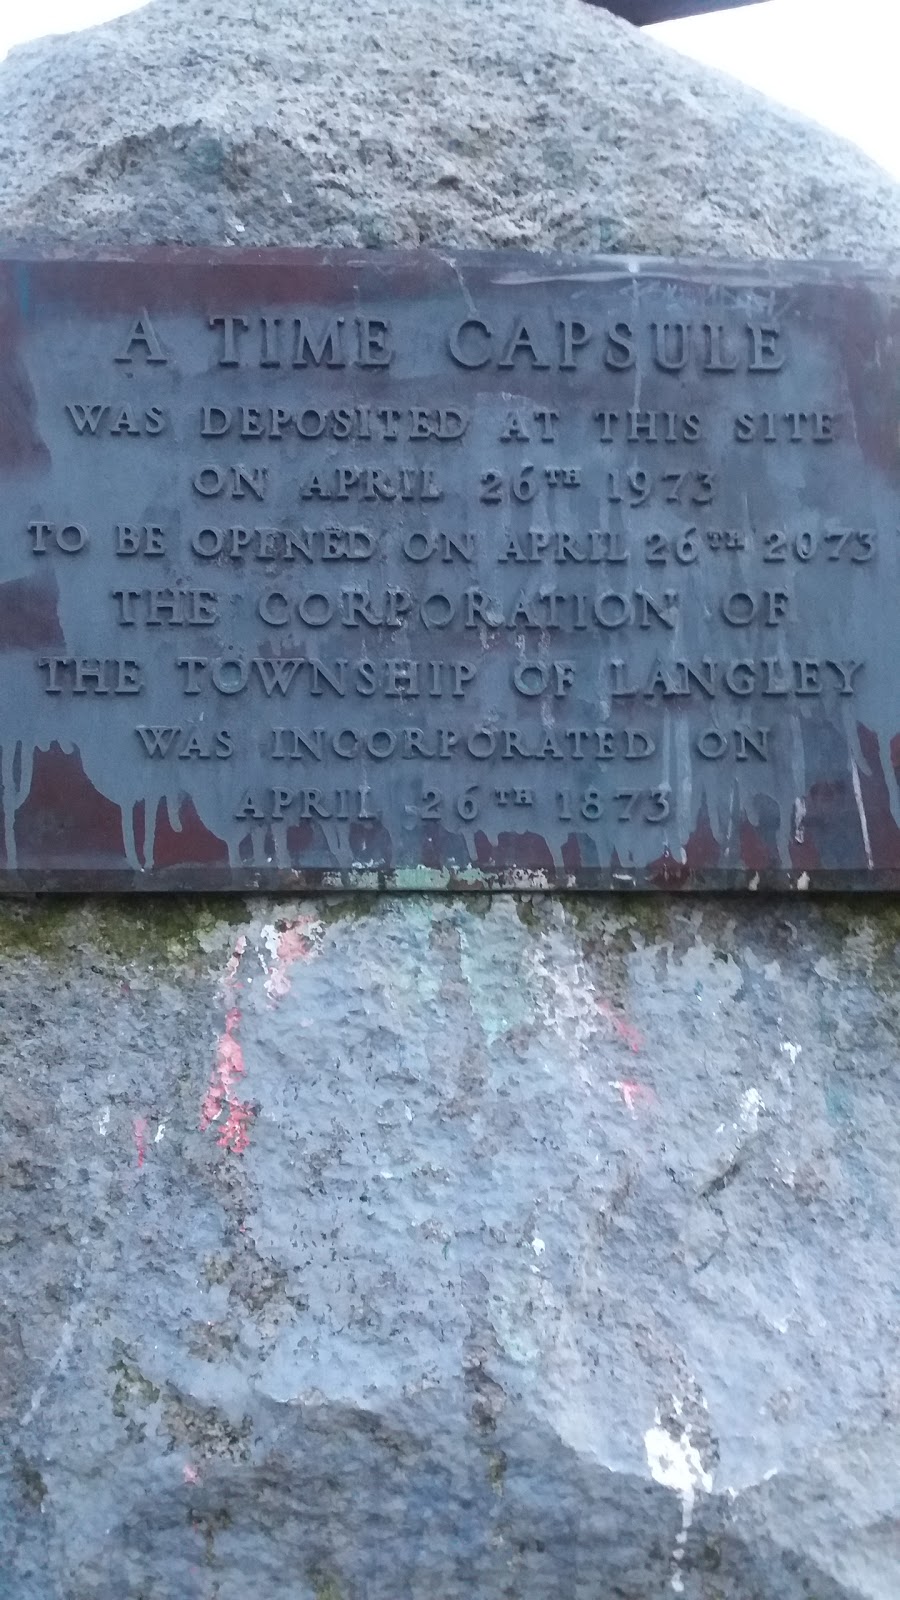 A TIME CAPSULE
WAS DEPOSITED AT THIS SITE
ON APRIL 26TH 1973
TO BE OPENED ON APRIL 26TH 2073
THE CORPORATION OF
THE TOWNSHIP OF LANGLEY
WAS INCORPORATED ON
APRIL 26TH 1873